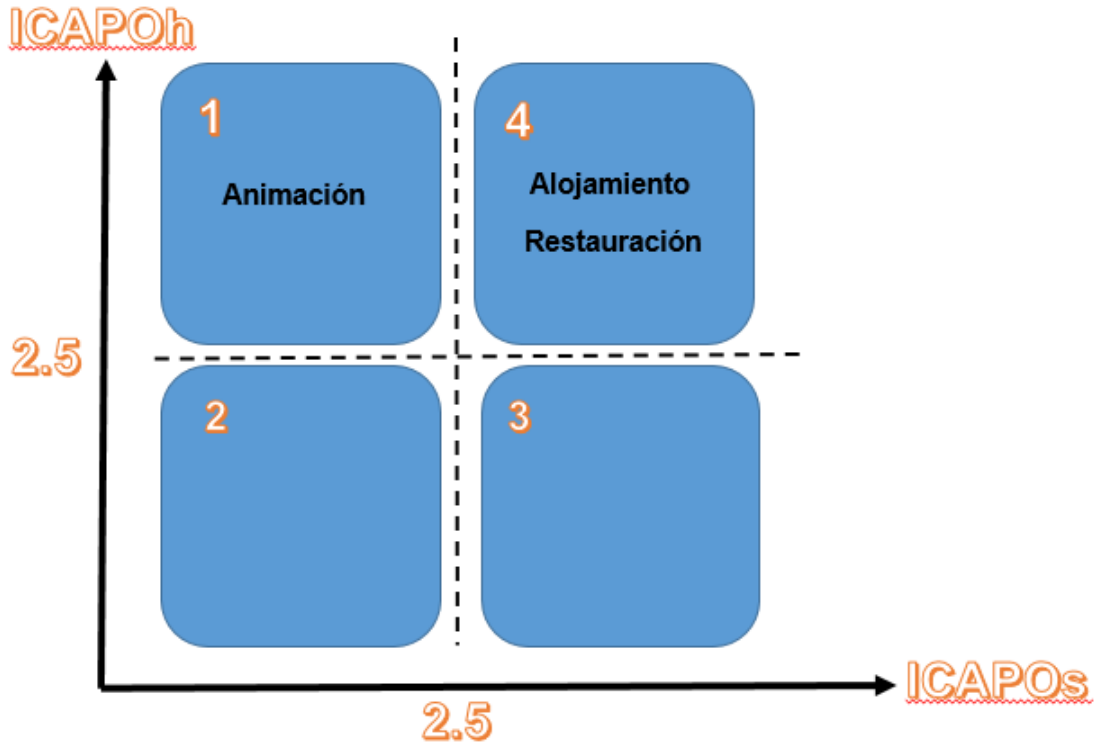 ICAPOh
1
4
Animación
Alojamiento
Restauración
2.5
2
3
ICAPOs
2.5